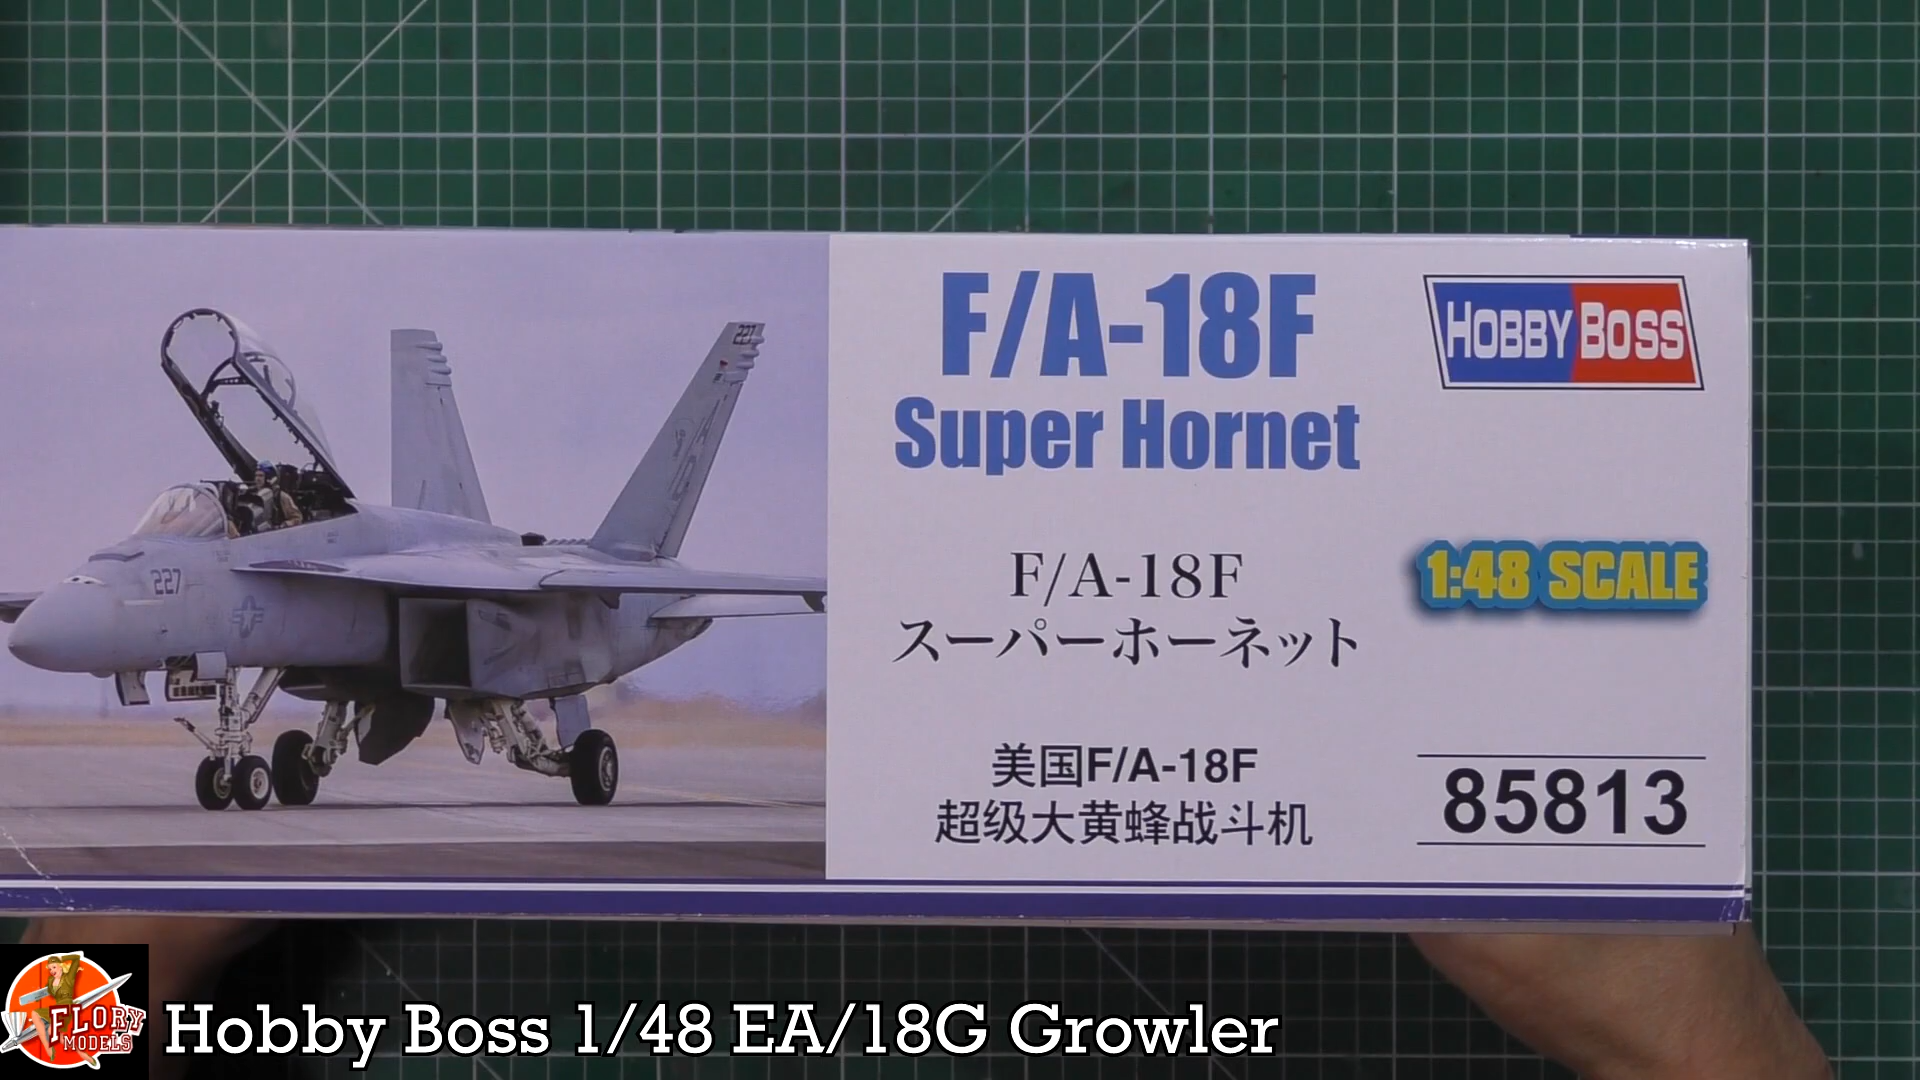 F/A-18F
Super Hornet
HOBBY BOSS
F/A-18F
スーパーホーネット
1:48 SCALE
美国F/A-18F
超级大黄蜂战斗机
85813
227
227
FLORY
MODELS
Hobby Boss 1/48 EA/18G Growler